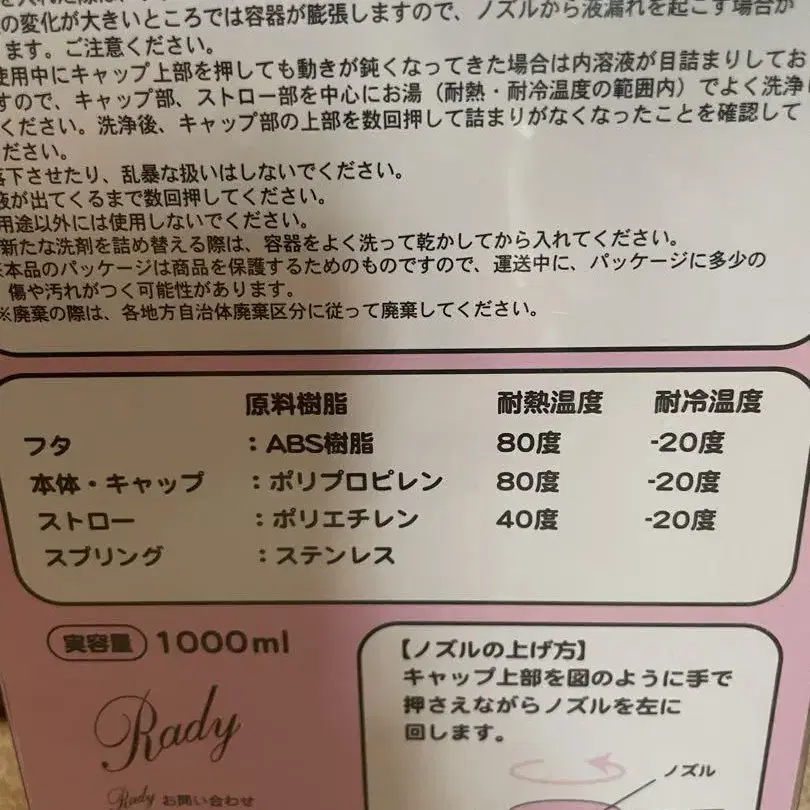 の変化が大きいところでは容器が膨張しますので、ノズルから液漏れを起こす場合が
ます。ご注意ください。
使用中にキャップ上部を押しても動きが鈍くなってきた場合は内溶液が目詰まりしてお
すので、キャップ部、ストロー部を中心にお湯（耐熱・耐冷温度の範囲内）でよく洗浄し
ください。洗浄後、キャップ部の上部を数回押して詰まりがなくなったことを確認して
ださい。
落下させたり、乱暴な扱いはしないでください。
液が出てくるまで数回押してください。
用途以外には使用しないでください。
新たな洗剤を詰め替える際は、容器をよく洗って乾かしてから入れてください。
※本品のパッケージは商品を保護するためのものですので、運送中に、パッケージに多少の
傷や汚れがつく可能性があります。
※廃棄の際は、各地方自治体廃棄区分に従って廃棄してください。
原料樹脂 耐熱温度 耐冷温度
フタ ：ABS樹脂 80度 -20度
本体・キャップ ：ポリプロピレン 80度 -20度
ストロー ：ポリエチレン 40度 -20度
スプリング ：ステンレス
実容量 1000ml
Rady
Rady お問い合わせ
【ノズルの上げ方】
キャップ上部を図のように手で
押さえながらノズルを左に
回します。
ノズル